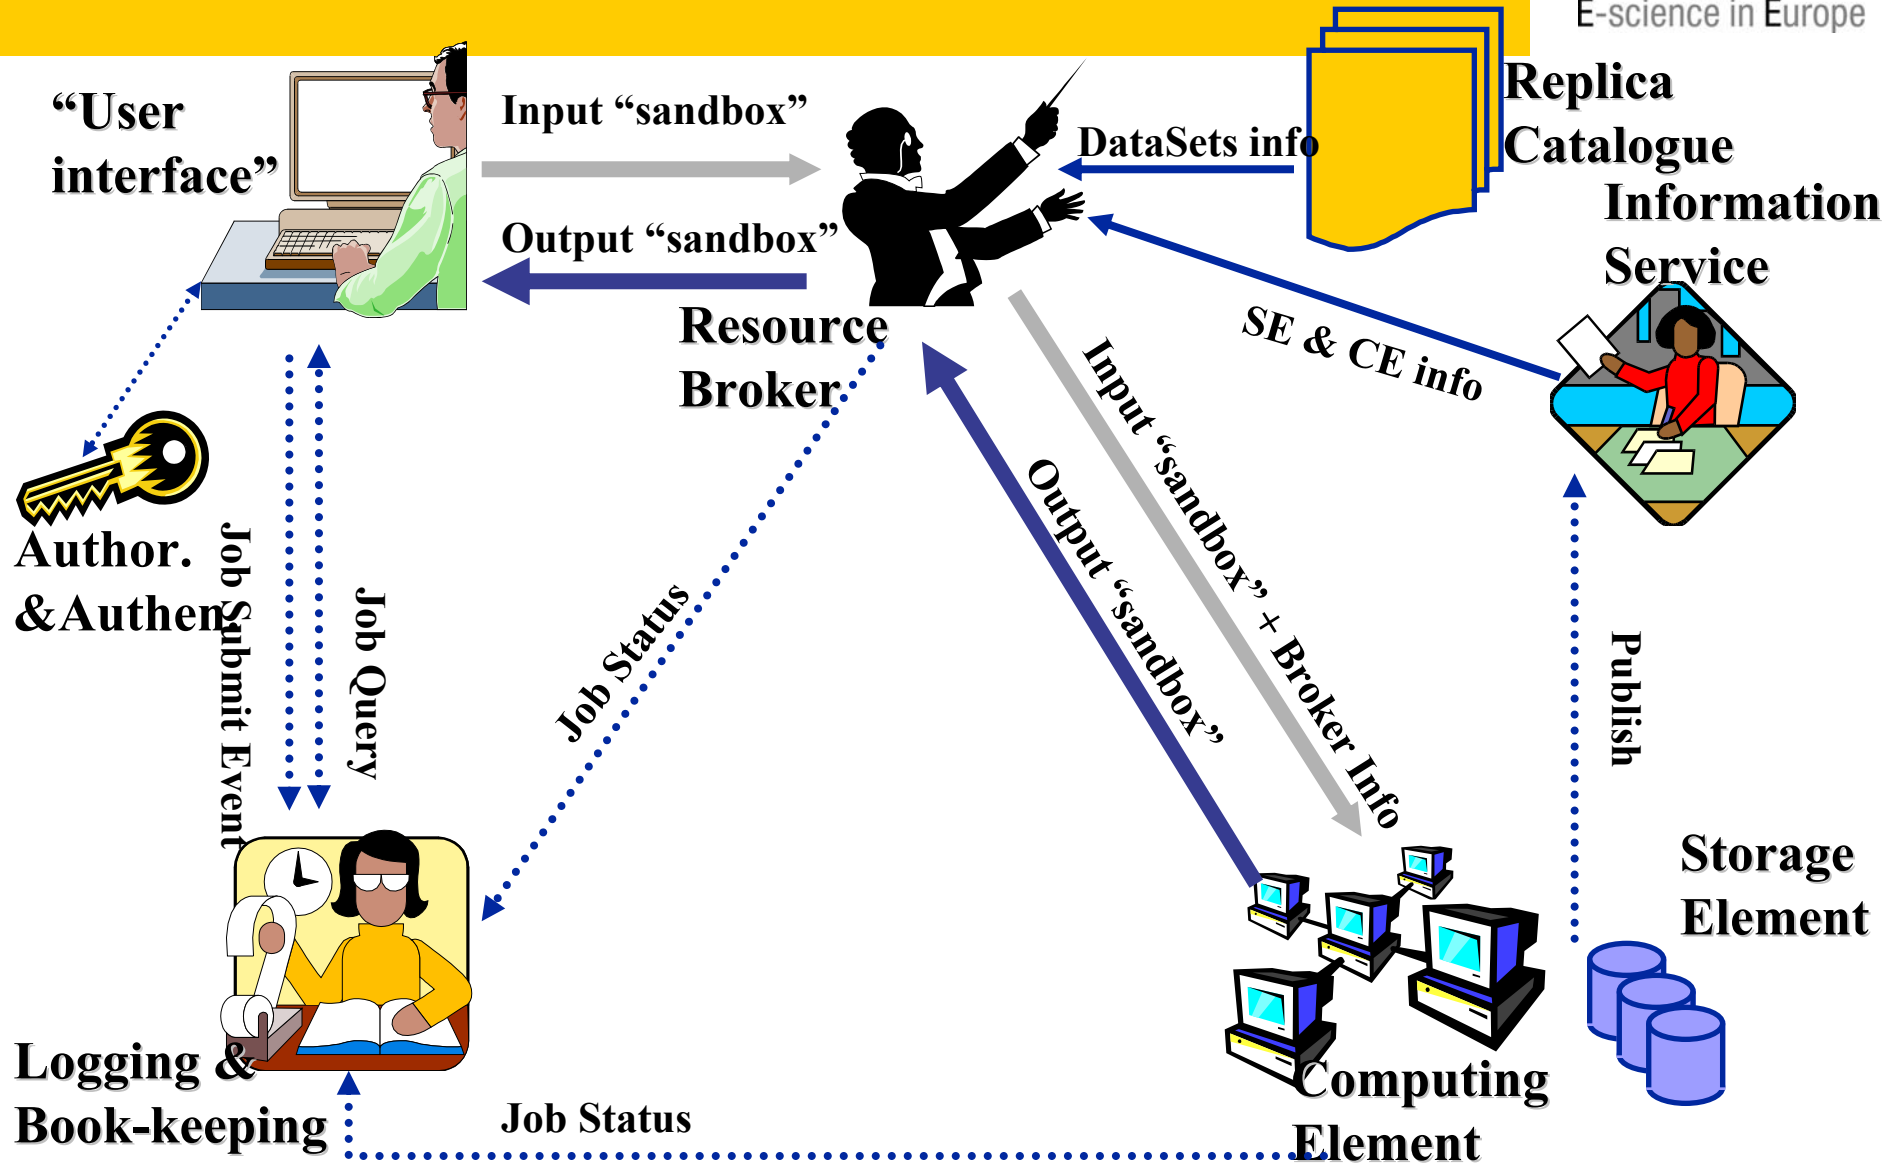 E-science in Europe
“User
interface”
Input “sandbox”
Output “sandbox”
Resource
Broker
DataSets info
Replica
Catalogue
Information
Service
SE & CE info
Input “sandbox” + Broker Info
Output “sandbox”
Author.
&Authen.
Job Submit Event
Job Query
Job Status
Publish
Storage
Element
Logging &
Book-keeping
Job Status
Computing
Element